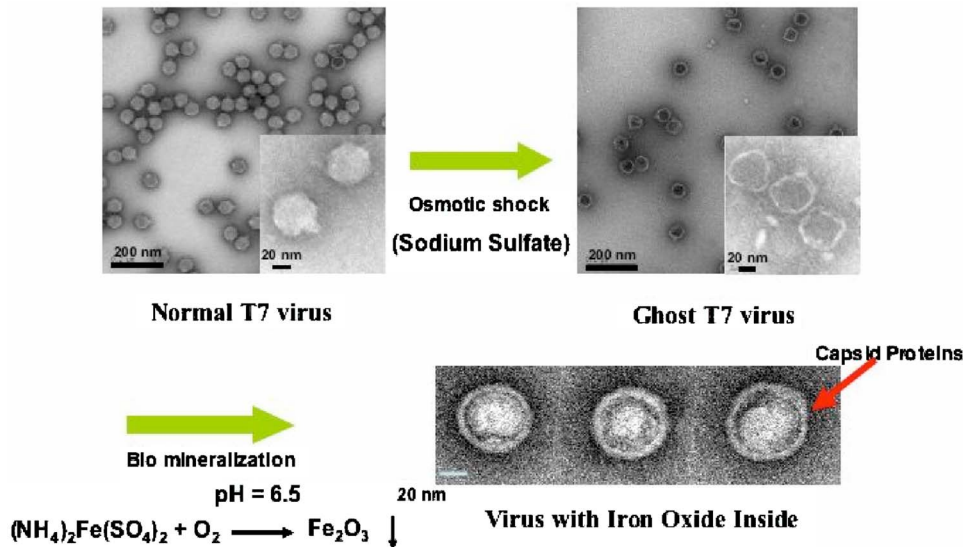 200 nm
20 nm
Osmotic shock
(Sodium Sulfate)
200 nm
20 nm
Normal T7 virus
Ghost T7 virus
Capsid Proteins
Bio mineralization
pH = 6.5
20 nm
(NH₄)₂Fe(SO₄)₂ + O₂ ⟶ Fe₂O₃ ↓
Virus with Iron Oxide Inside